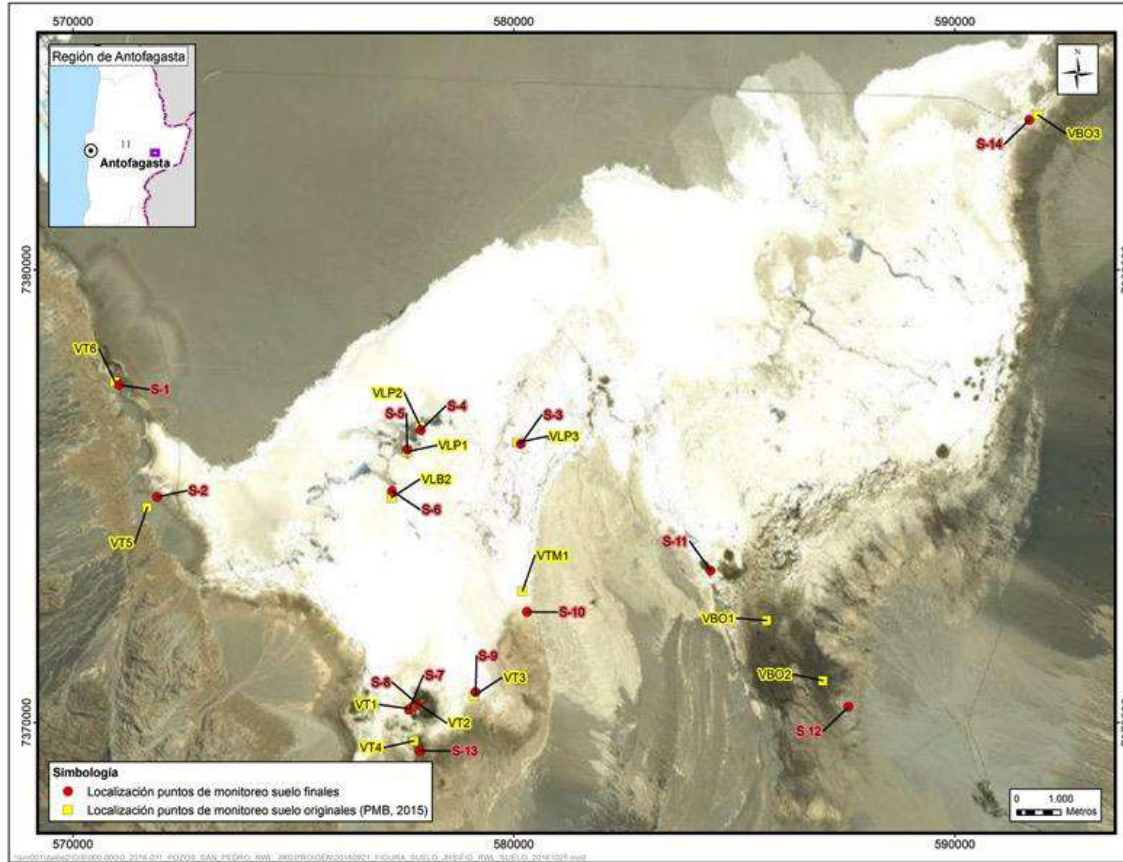 570000
580000
590000
Región de Antofagasta
N
11
Antofagasta
VBO3
S-14
7380000
VT6
S-1
VLP2
S-4
S-5
S-3
VLP1
VLP3
VLB2
S-2
S-6
VT5
VTM1
S-11
S-10
VBO1
S-9
VBO2
S-7
S-8
VT3
VT1
VT2
S-12
7370000
VT4
S-13
Simbología
Localización puntos de monitoreo suelo finales
Localización puntos de monitoreo suelo originales (PMB, 2015)
0 1.000
Metros
570000
580000
590000